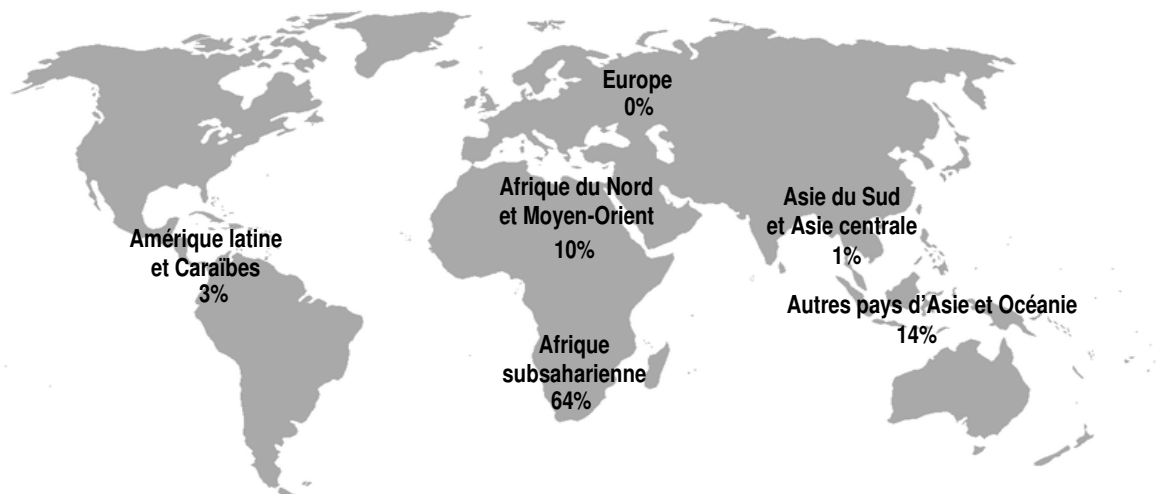 Europe
0%
Afrique du Nord
et Moyen-Orient
10%
Asie du Sud
et Asie centrale
1%
Amérique latine
et Caraïbes
3%
Autres pays d'Asie et Océanie
14%
Afrique
subsaharienne
64%